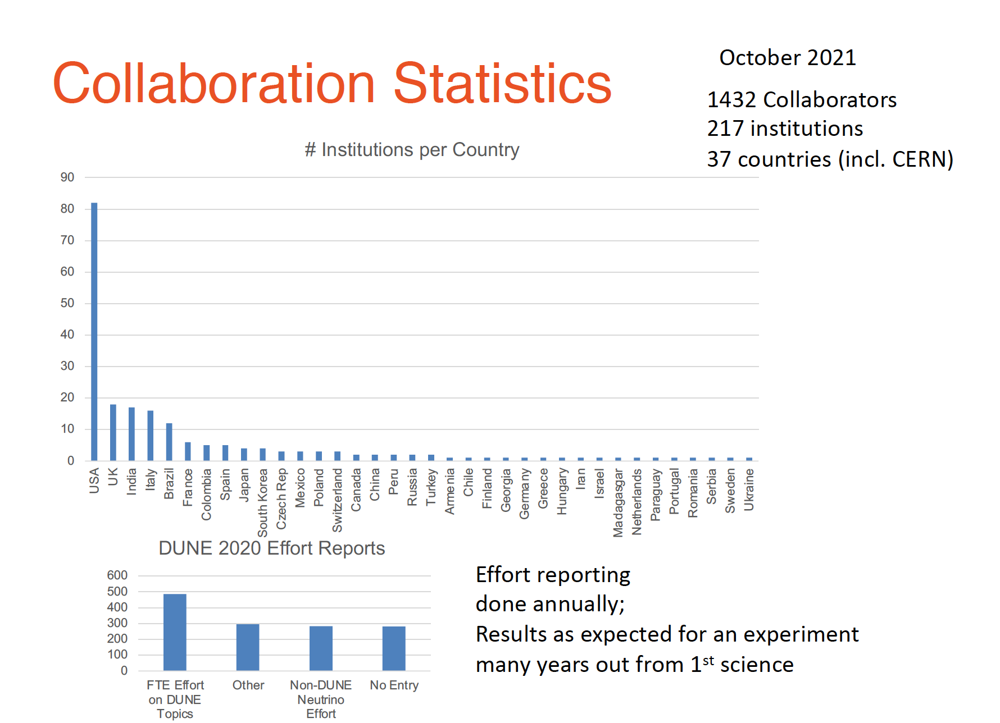 Collaboration Statistics
October 2021
1432 Collaborators
217 institutions
37 countries (incl. CERN)
# Institutions per Country
90
80
70
60
50
40
30
20
10
0
USA
UK
India
Italy
Brazil
France
Colombia
Spain
Japan
South Korea
Czech Rep
Mexico
Poland
Switzerland
Canada
China
Peru
Russia
Turkey
Armenia
Chile
Finland
Georgia
Germany
Greece
Hungary
Iran
Israel
Madagasgar
Netherlands
Paraguay
Portugal
Romania
Serbia
Sweden
Ukraine
DUNE 2020 Effort Reports
600
500
400
300
200
100
0
FTE Effort
on DUNE
Topics
Other
Non-DUNE
Neutrino
Effort
No Entry
Effort reporting
done annually;
Results as expected for an experiment
many years out from 1st science